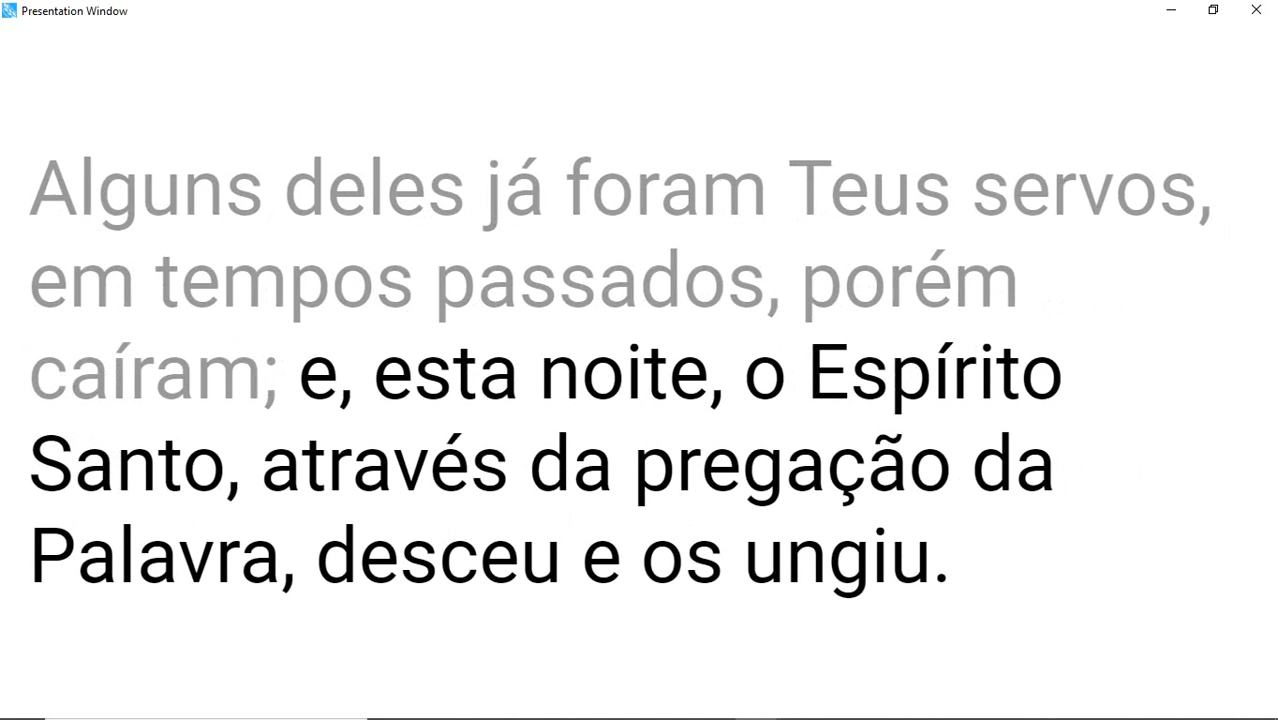 Presentation Window
Alguns deles já foram Teus servos,
em tempos passados, porém
caíram; e, esta noite, o Espírito
Santo, através da pregação da
Palavra, desceu e os ungiu.